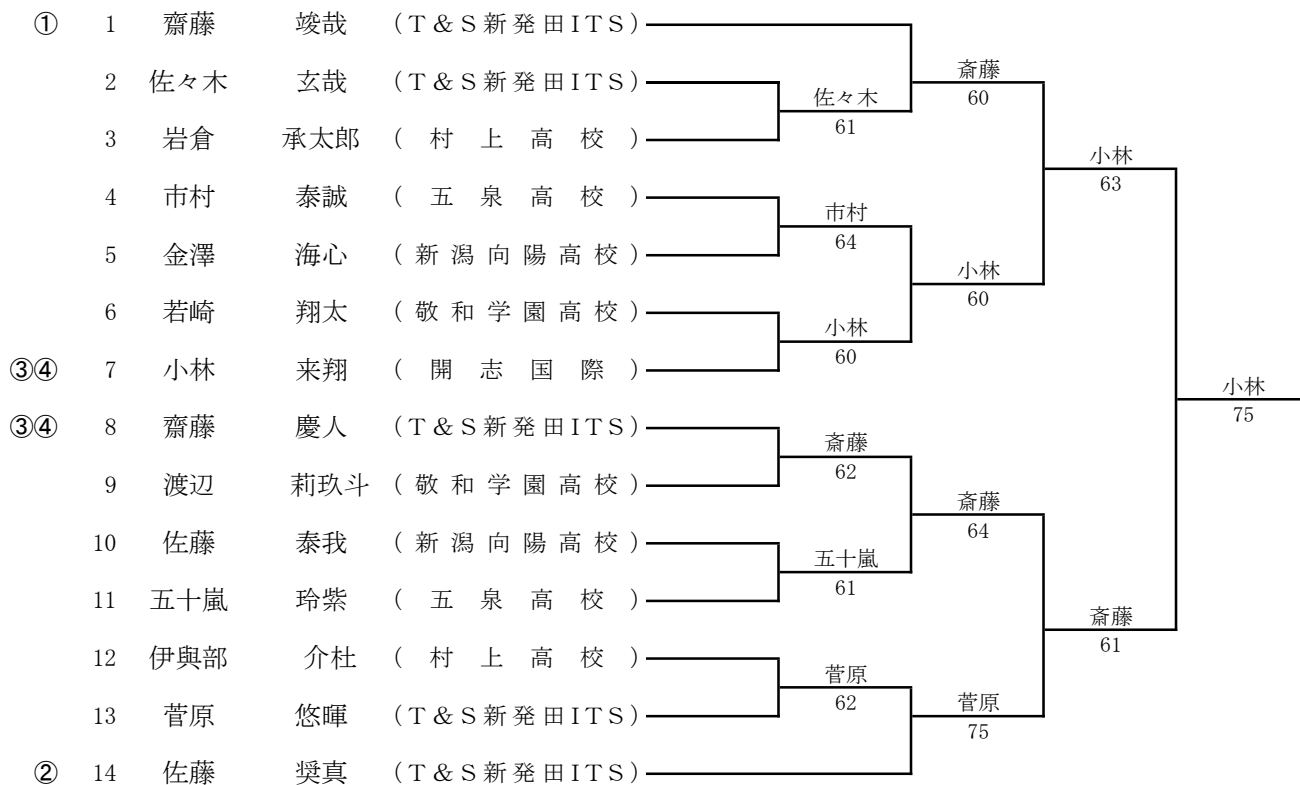 ① 1 齋藤 竣哉 (T&S新発田ITS)
斎藤
2 佐々木 玄哉 (T&S新発田ITS)
60
佐々木
61
3 岩倉 承太郎 (村上高校)
小林
63
4 市村 泰誠 (五泉高校)
市村
64
5 金澤 海心 (新潟向陽高校)
小林
60
6 若崎 翔太 (敬和学園高校)
小林
60
③④ 7 小林 来翔 (開志国際)
小林
75
③④ 8 齋藤 慶人 (T&S新発田ITS)
斎藤
62
9 渡辺 莉玖斗 (敬和学園高校)
斎藤
64
10 佐藤 泰我 (新潟向陽高校)
五十嵐
61
11 五十嵐 玲紫 (五泉高校)
斎藤
61
12 伊與部 介杜 (村上高校)
菅原
62
13 菅原 悠暉 (T&S新発田ITS)
菅原
75
② 14 佐藤 奨真 (T&S新発田ITS)